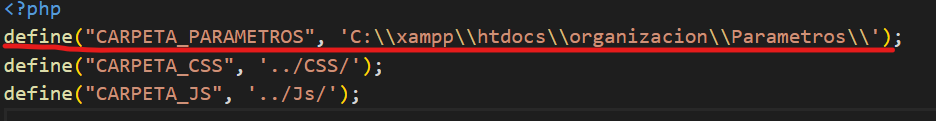 <?php
define("CARPETA_PARAMETROS", 'C:\\xampp\\htdocs\\organizacion\\Parametros\\');
define("CARPETA_CSS", '../CSS/');
define("CARPETA_JS", '../Js/');